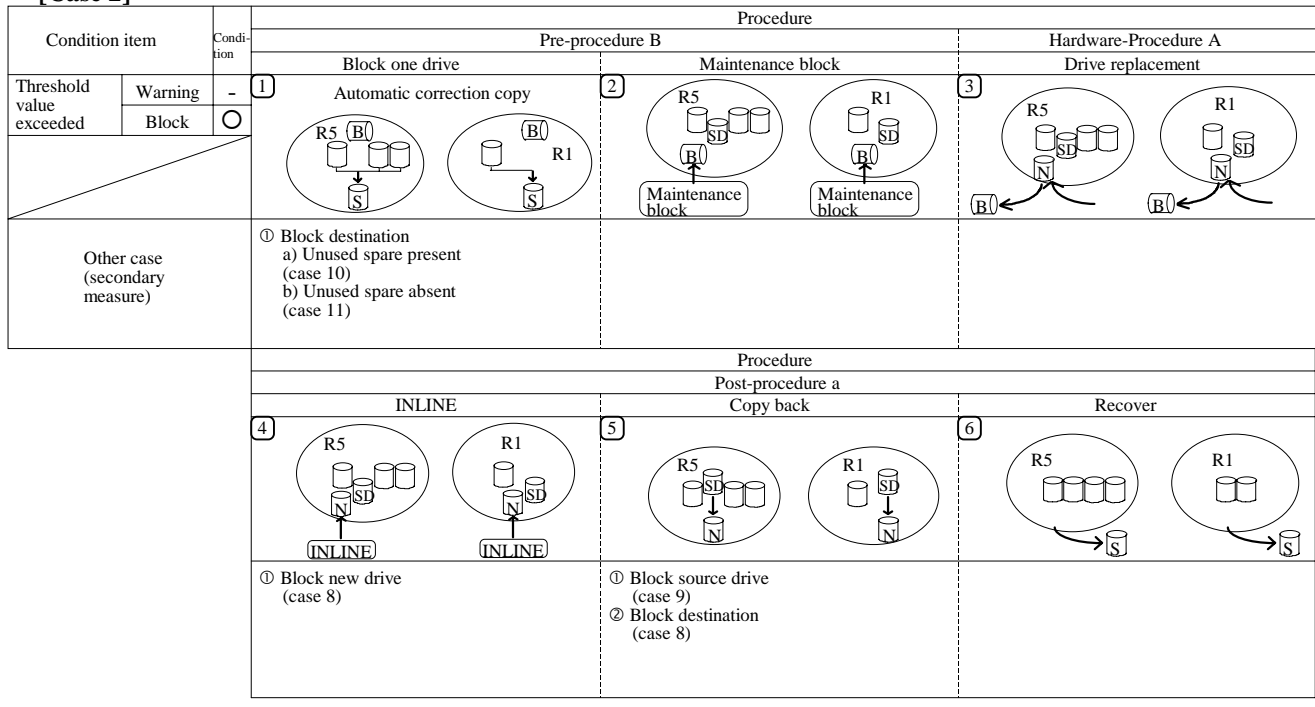 [Case 2]
Condition item
Condi-
tion
Procedure
Pre-procedure B
Hardware-Procedure A
Block one drive
Maintenance block
Drive replacement
Threshold
value
exceeded
Warning
-
Block
○
1
Automatic correction copy
R5
B
S
B
R1
S
2
R5
SD
B
Maintenance
block
R1
SD
B
Maintenance
block
3
R5
SD
N
B
R1
SD
N
B
Other case
(secondary
measure)
① Block destination
a) Unused spare present
(case 10)
b) Unused spare absent
(case 11)
Procedure
Post-procedure a
INLINE
Copy back
Recover
4
R5
SD
N
INLINE
R1
SD
N
INLINE
5
R5
SD
N
R1
SD
N
6
R5
S
R1
S
① Block new drive
(case 8)
① Block source drive
(case 9)
② Block destination
(case 8)